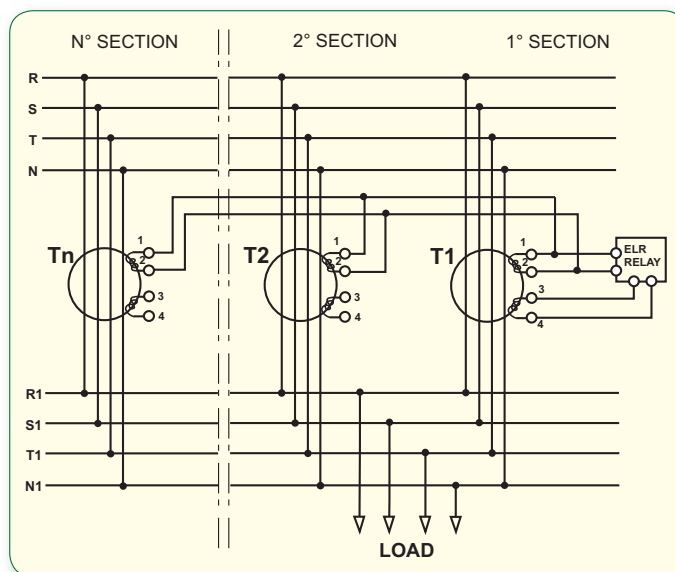 N° SECTION 2° SECTION 1° SECTION
R
S
T
N
Tn 1 2 3 4
T2 1 2 3 4
T1 1 2 3 4
ELR
RELAY
R1
S1
T1
N1
LOAD